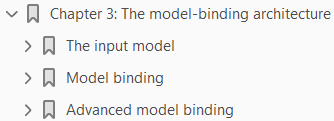 Chapter 3: The model-binding architecture
The input model
Model binding
Advanced model binding